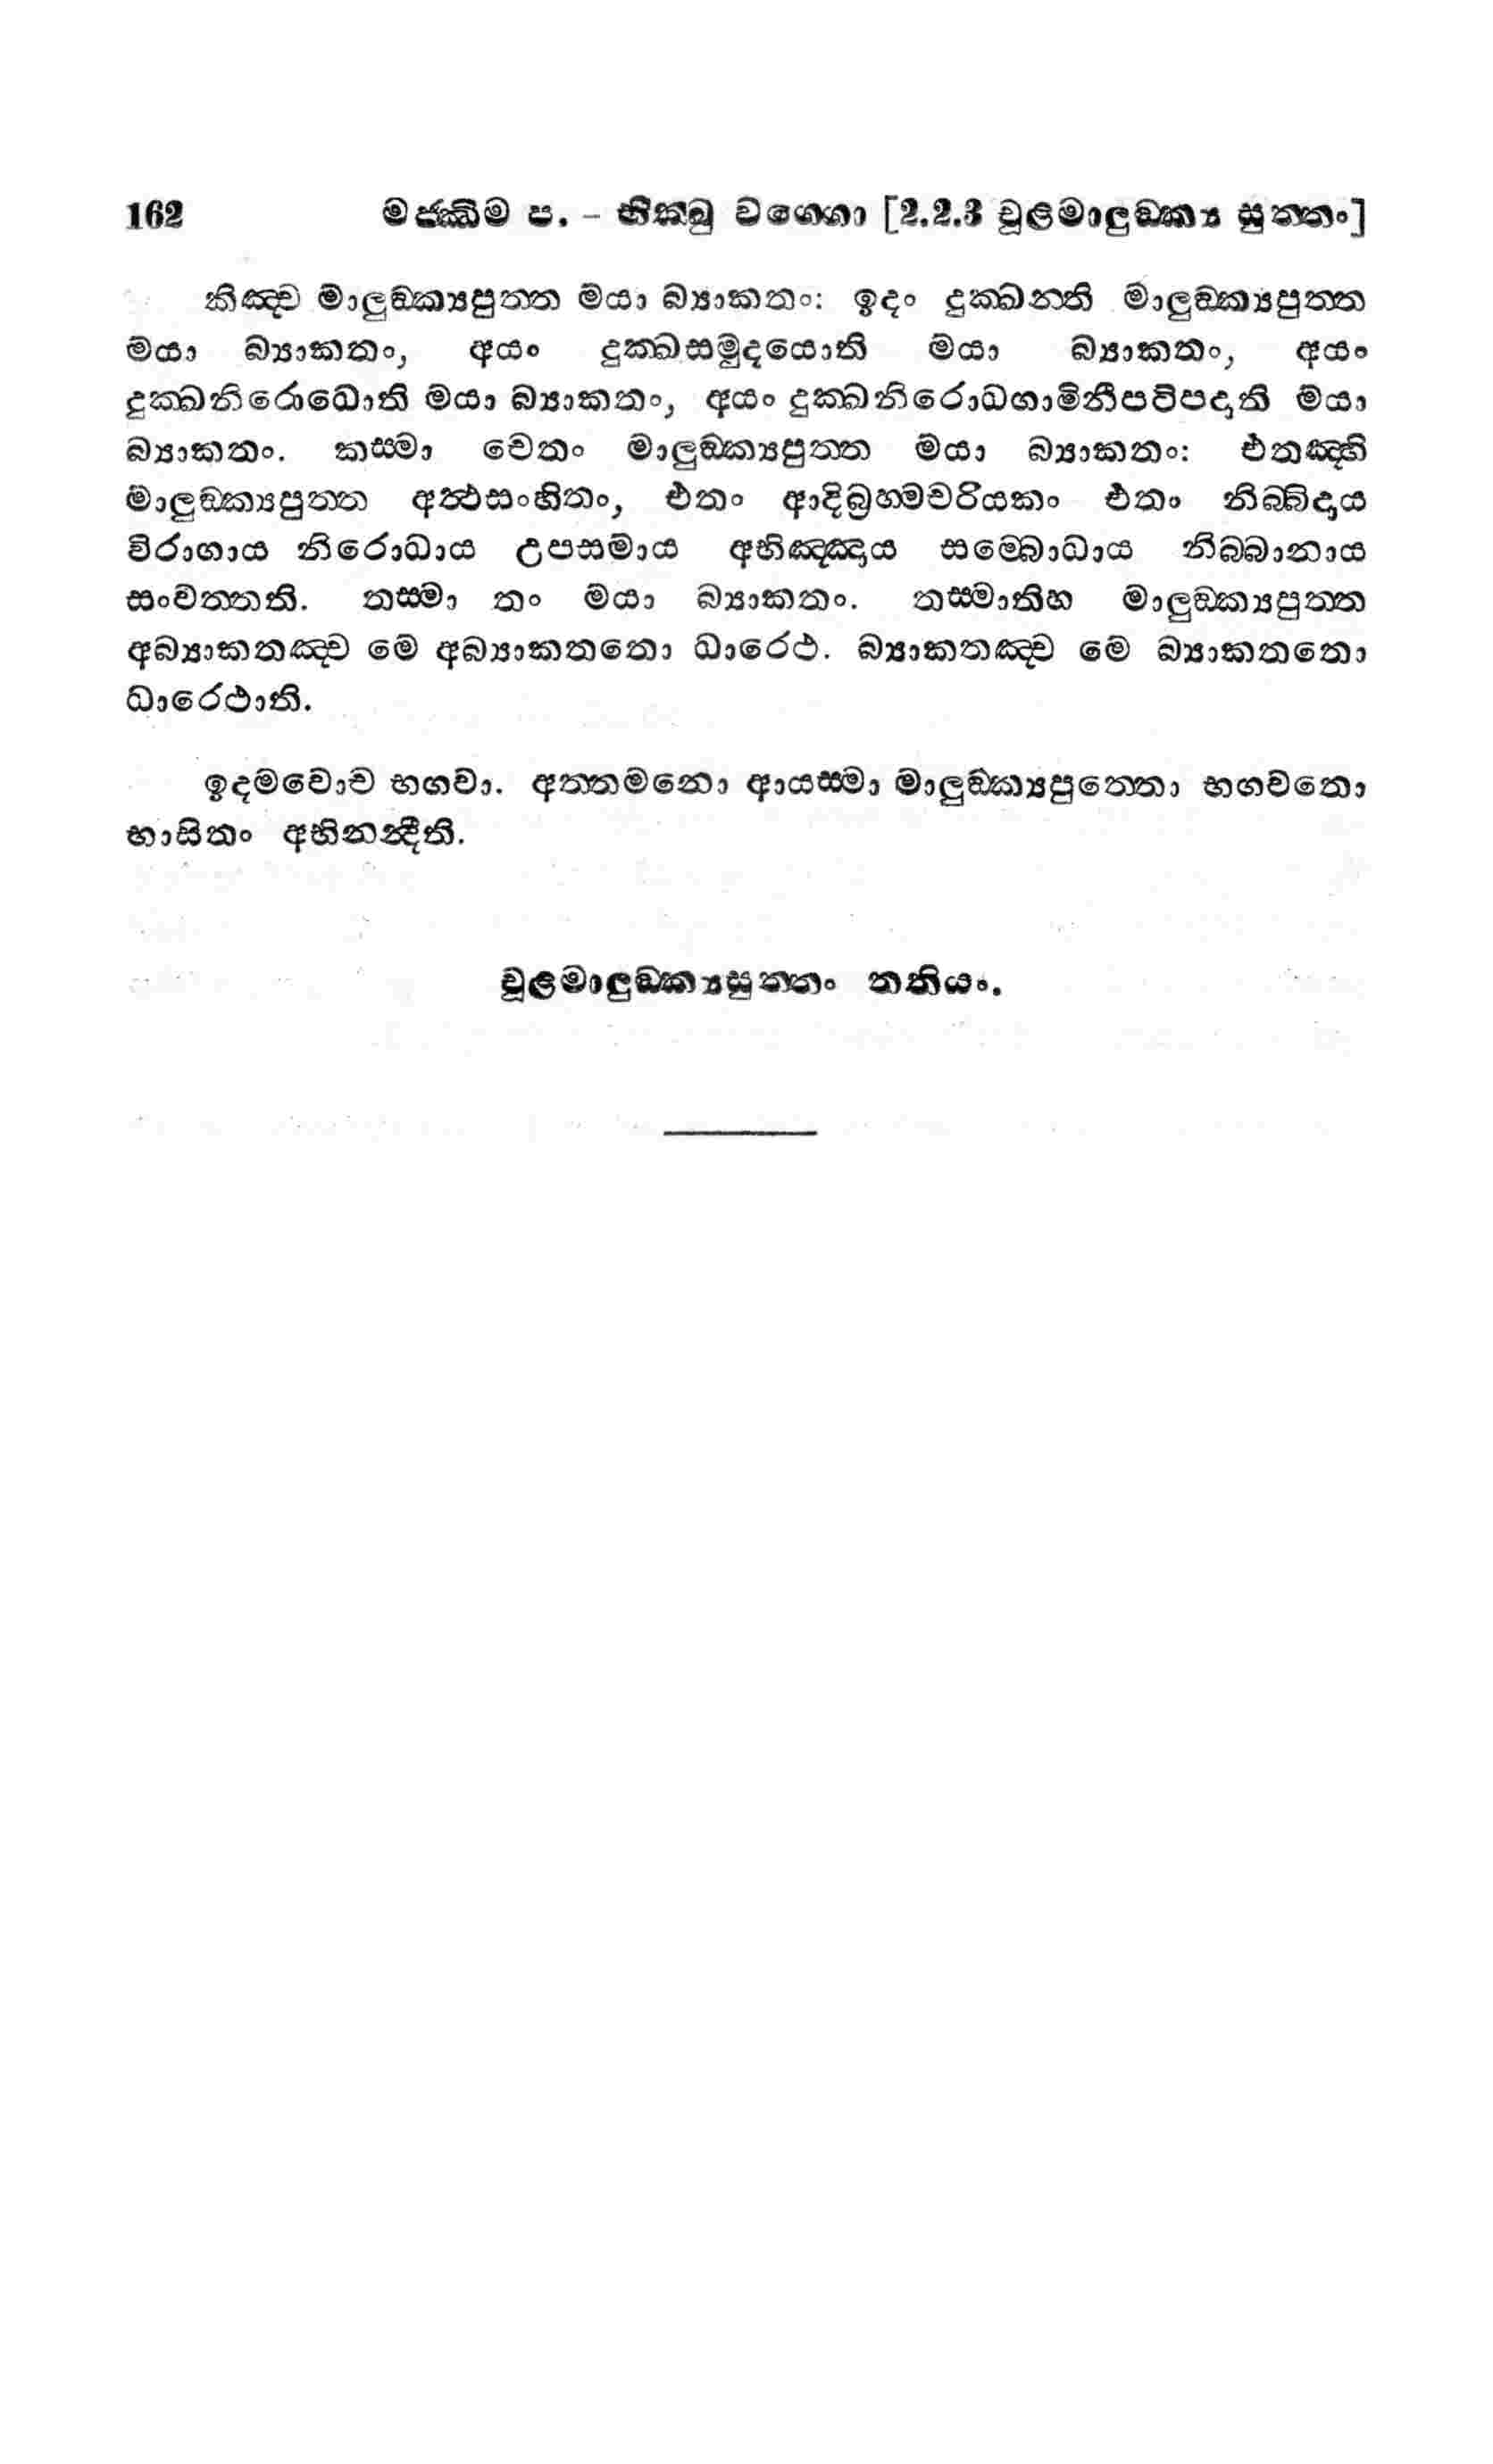 162 මජ්ඣිම ප. - භික්ඛු වග්ගො [2.2.3 චූළමාලුඞ්ක්‍ය සුත්තං]
කිඤ්ච මාලුඞ්ක්‍යපුත්ත මයා බ්‍යාකතං: ඉදං දුක්ඛන්ති මාලුඞ්ක්‍යපුත්ත
මයා බ්‍යාකතං, අයං දුක්ඛසමුදයොති මයා බ්‍යාකතං, අයං
දුක්ඛනිරොධොති මයා බ්‍යාකතං, අයං දුක්ඛනිරොධගාමිනීපටිපදාති මයා
බ්‍යාකතං. කස්මා චෙතං මාලුඞ්ක්‍යපුත්ත මයා බ්‍යාකතං: එතඤ්හි
මාලුඞ්ක්‍යපුත්ත අත්ථසංහිතං, එතං ආදිබ්‍රහ්මචරියකං එතං නිබ්බිදාය
විරාගාය නිරොධාය උපසමාය අභිඤ්ඤාය සම්බොධාය නිබ්බානාය
සංවත්තති. තස්මා තං මයා බ්‍යාකතං. තස්මාතිහ මාලුඞ්ක්‍යපුත්ත
අබ්‍යාකතඤ්ච මෙ අබ්‍යාකතතො ධාරෙථ. බ්‍යාකතඤ්ච මෙ බ්‍යාකතතො
ධාරෙථාති.
ඉදමවොච භගවා. අත්තමනො ආයස්මා මාලුඞ්ක්‍යපුත්තො භගවතො
භාසිතං අභිනන්දීති.
චූළමාලුඞ්ක්‍යසුත්තං තතියං.